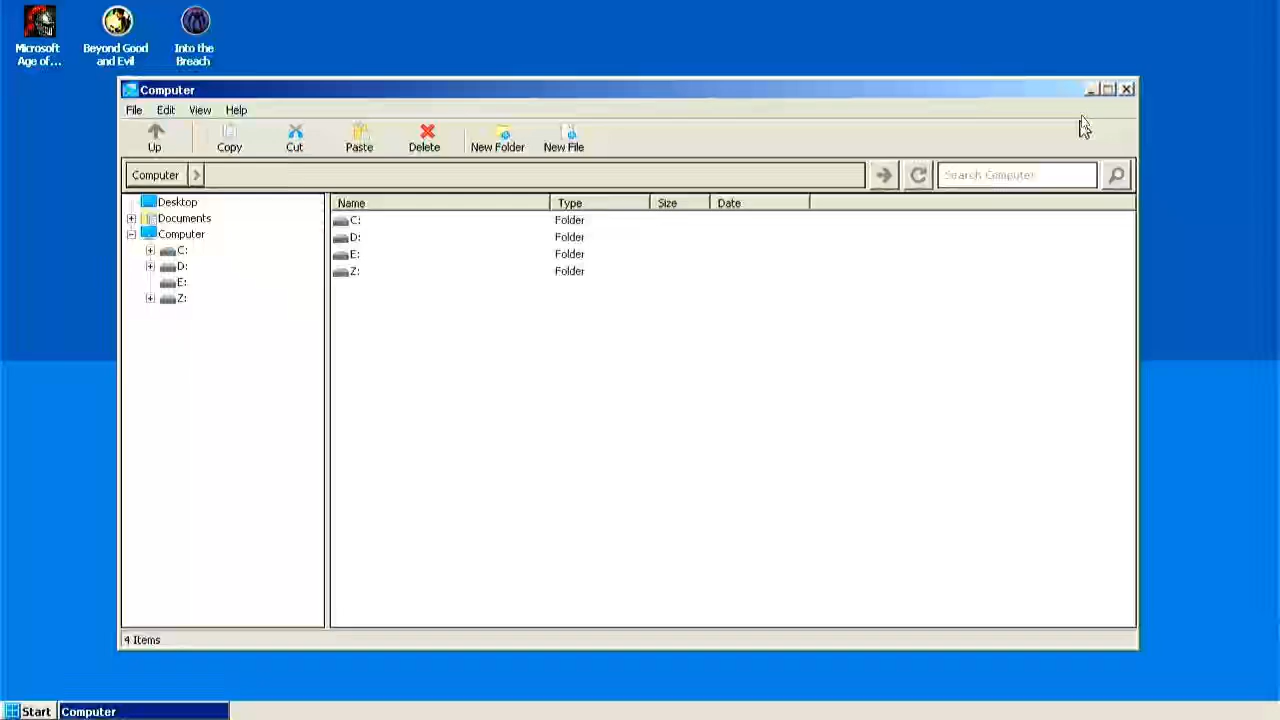 Microsoft Age of...
Beyond Good and Evil
Into the Breach
Computer
File Edit View Help
Up Copy Cut Paste Delete New Folder New File
Computer Search Computer
Name Type Size Date
Desktop
Documents
Computer
C:
D:
E:
Z:
C: Folder
D: Folder
E: Folder
Z: Folder
4 Items
Start Computer